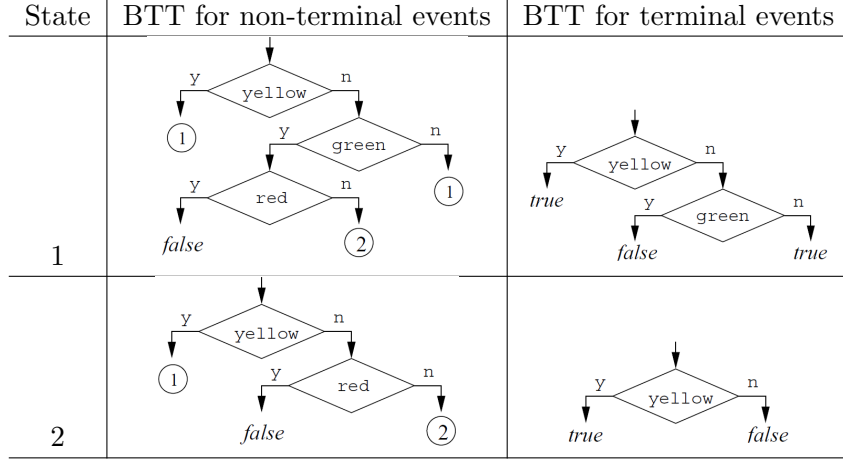 State BTT for non-terminal events BTT for terminal events
y yellow n
1 y green n
y yellow n
y red n 1
true y green n
false 2
false true
1
y yellow n
1 y red n
y yellow n
false 2
true false
2